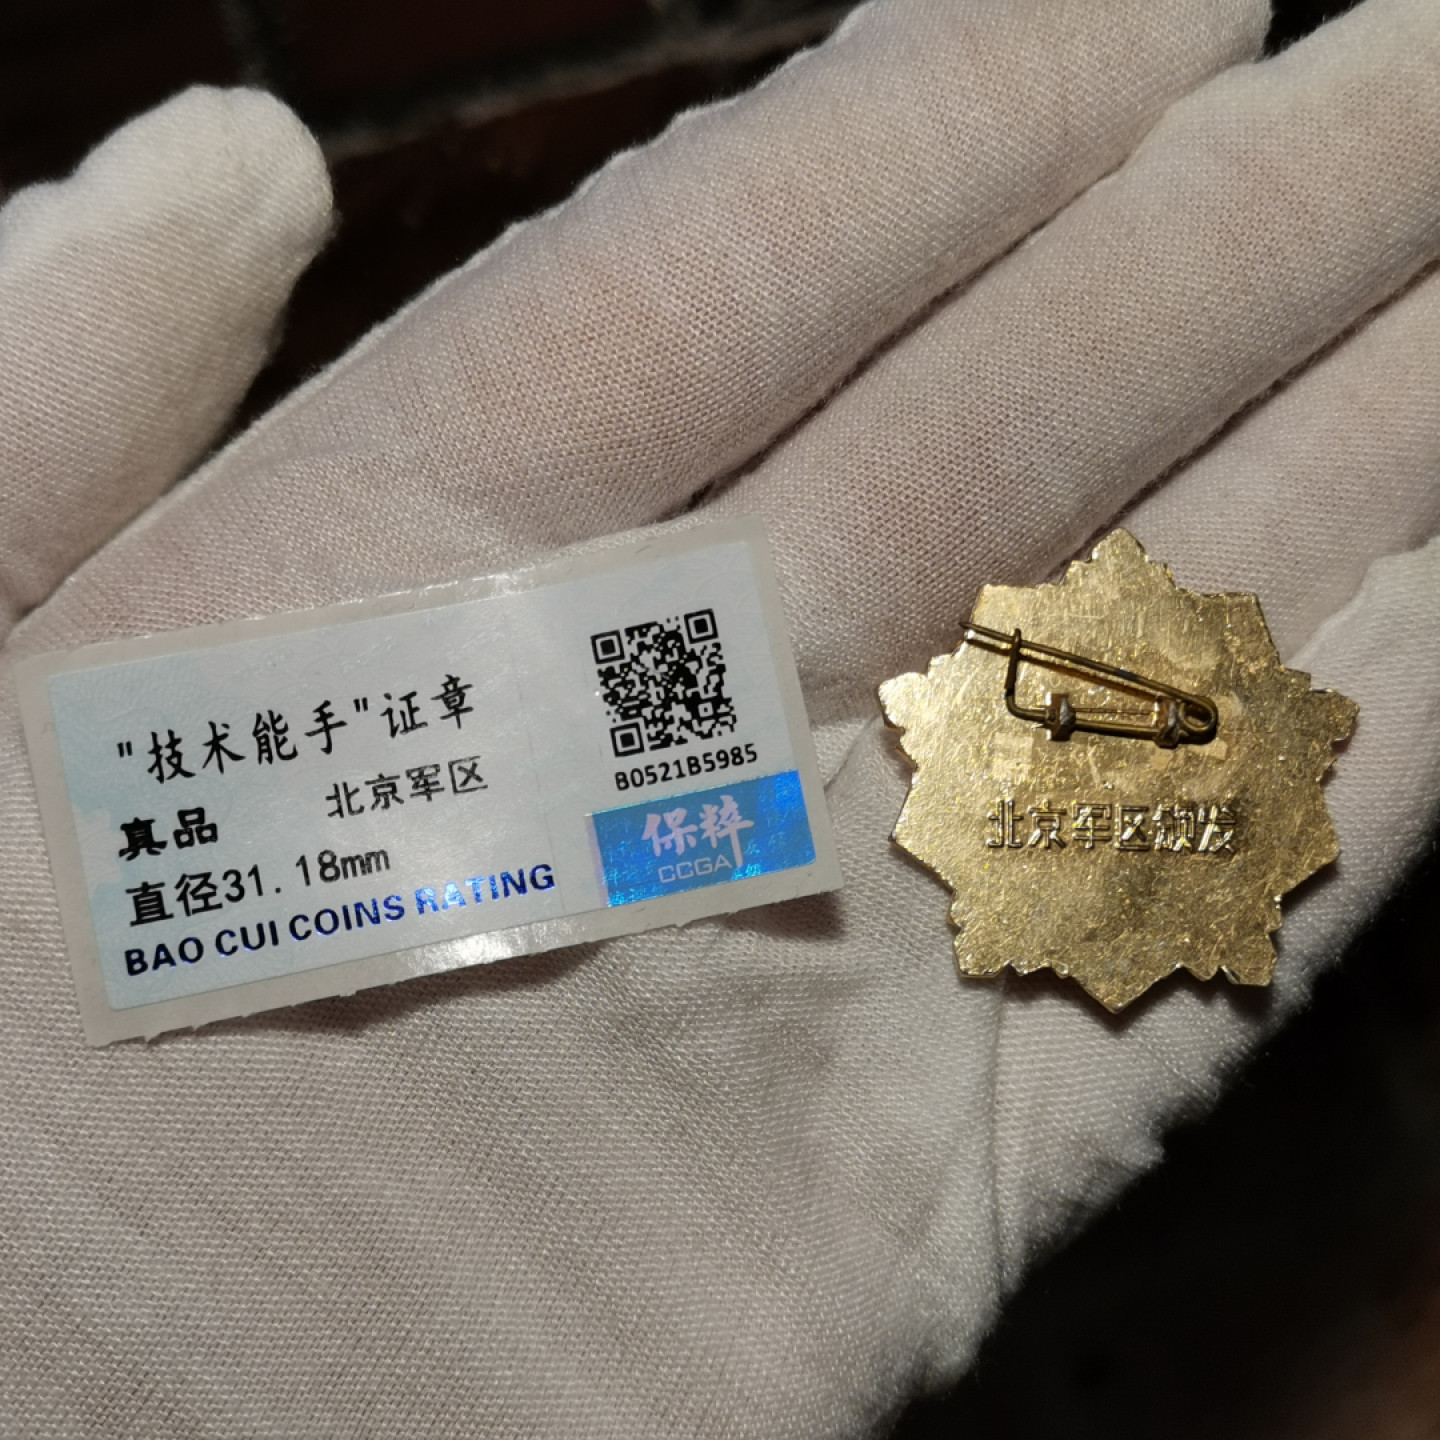 "技术能手"证章
北京军区
真品
直径31.18mm
BAO CUI COINS RATING
B0521B5985
保粹
CCGA
北京军区颁发